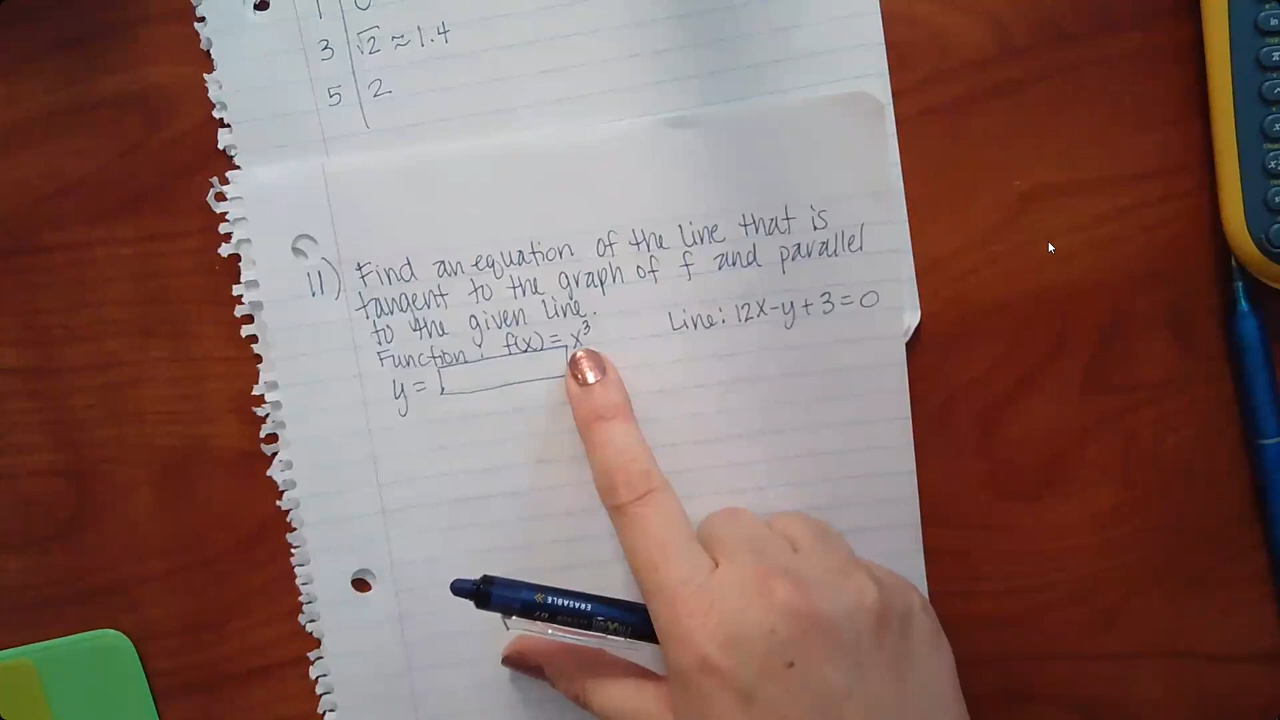 3 √2 ≈ 1.4
5 2
11) Find an equation of the line that is
tangent to the graph of f and parallel
to the given line.
Function: f(x) = x³
Line: 12x-y+3=0
y =
ERASABLE